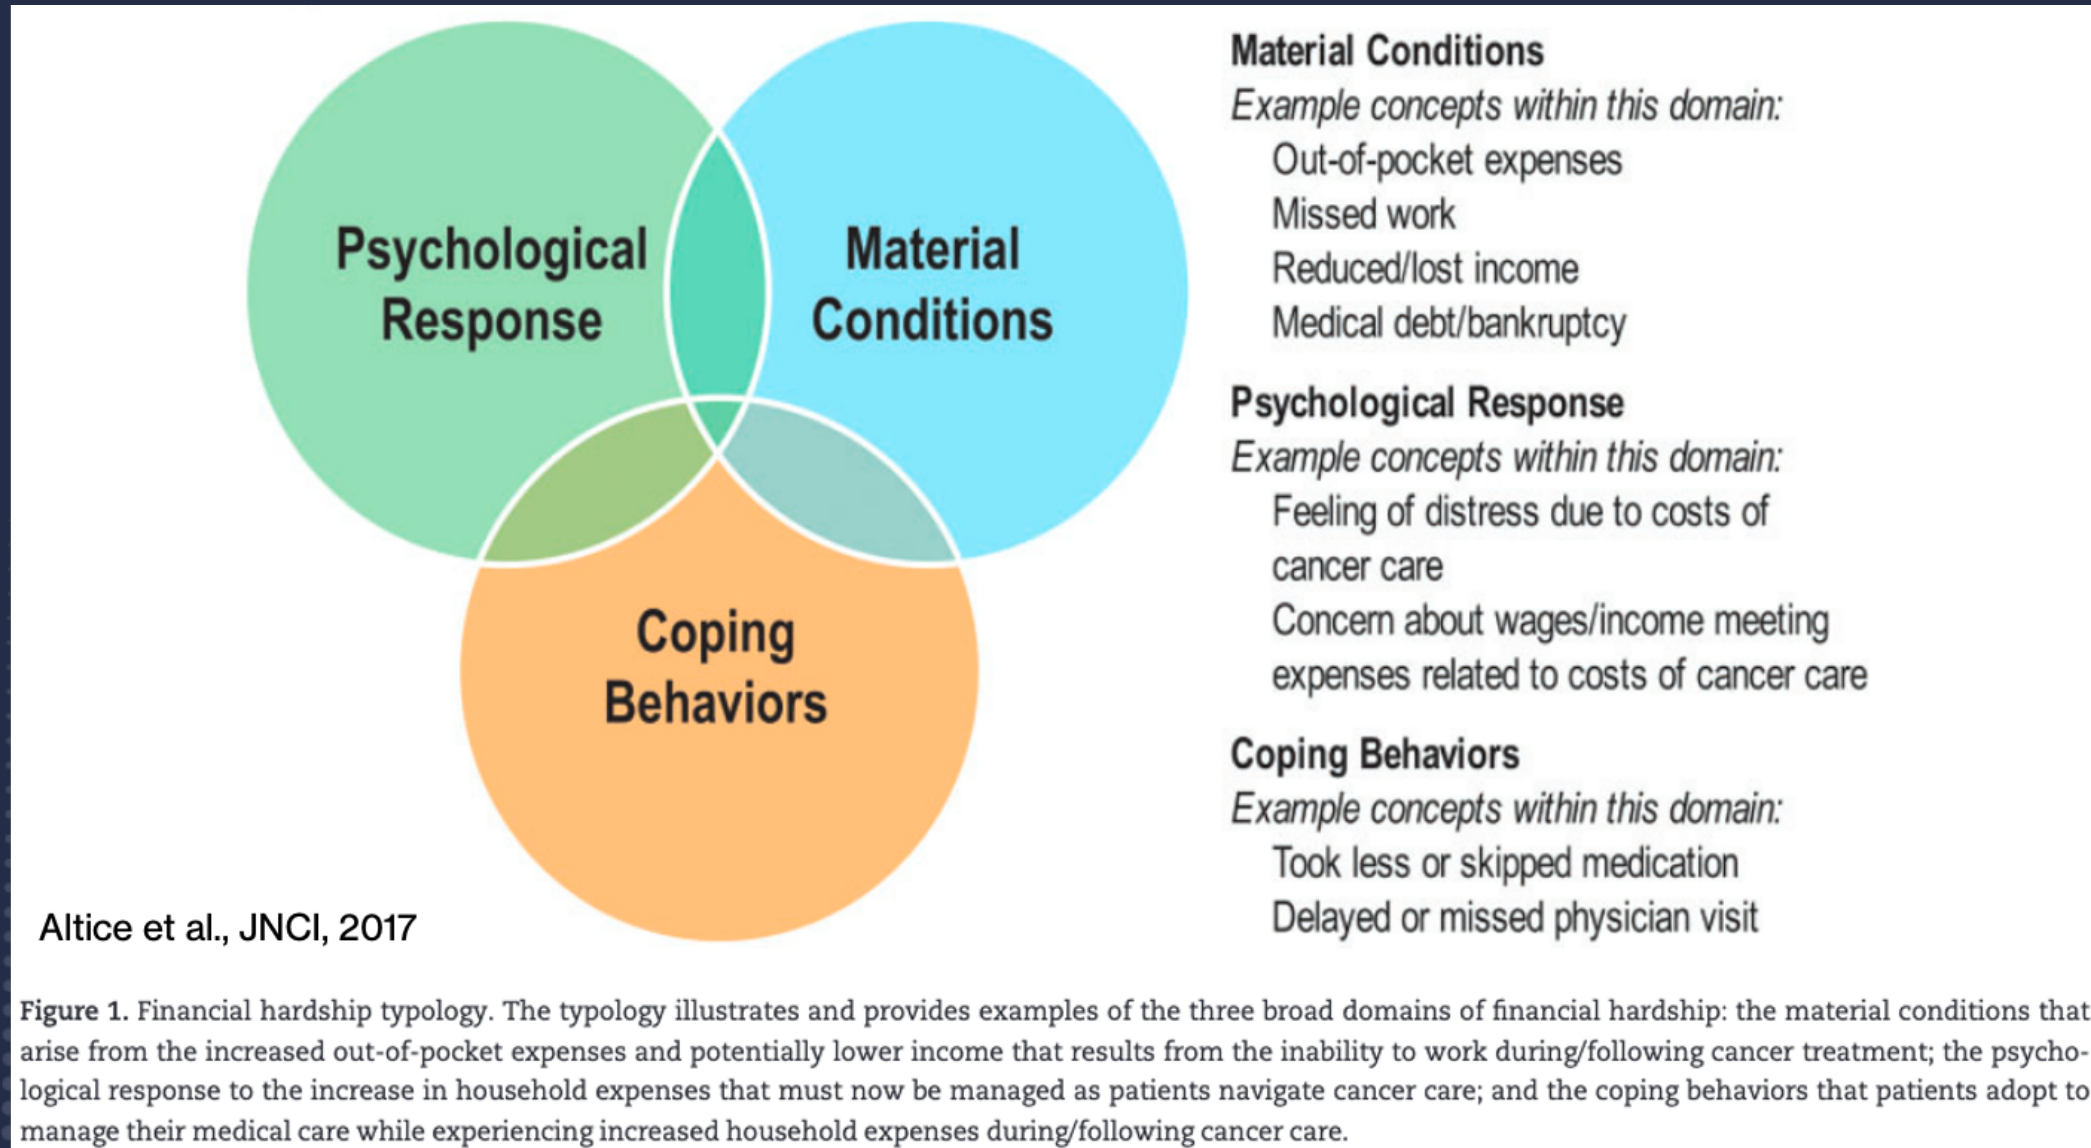 Psychological
Response
Material
Conditions
Coping
Behaviors
Material Conditions
Example concepts within this domain:
Out-of-pocket expenses
Missed work
Reduced/lost income
Medical debt/bankruptcy
Psychological Response
Example concepts within this domain:
Feeling of distress due to costs of
cancer care
Concern about wages/income meeting
expenses related to costs of cancer care
Coping Behaviors
Example concepts within this domain:
Took less or skipped medication
Delayed or missed physician visit
Altice et al., JNCI, 2017
Figure 1. Financial hardship typology. The typology illustrates and provides examples of the three broad domains of financial hardship: the material conditions that
arise from the increased out-of-pocket expenses and potentially lower income that results from the inability to work during/following cancer treatment; the psycho-
logical response to the increase in household expenses that must now be managed as patients navigate cancer care; and the coping behaviors that patients adopt to
manage their medical care while experiencing increased household expenses during/following cancer care.